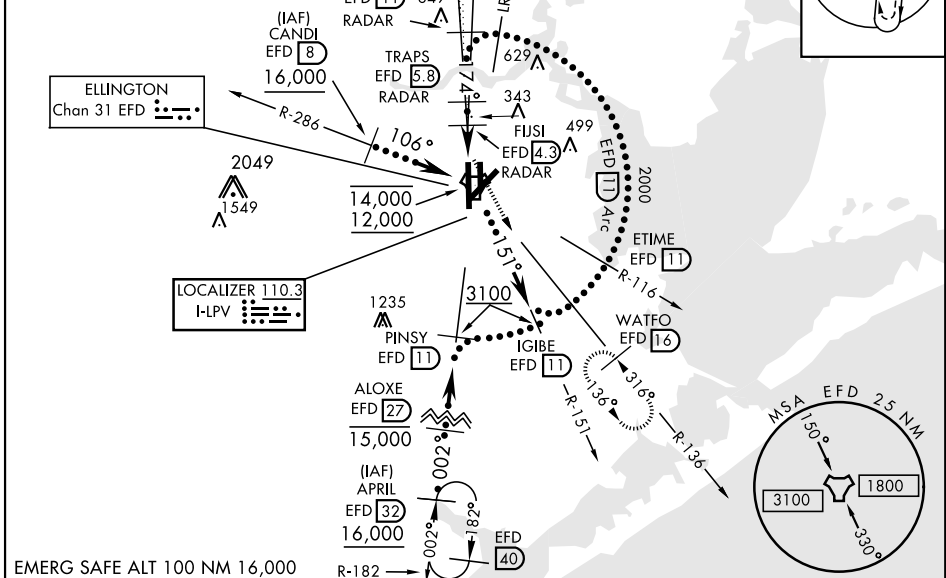 (IAF)
CANDI
EFD 8
16,000
RADAR
TRAPS
EFD 5.8
RADAR
629
174°
343
FIJSI
EFD 4.3
RADAR
499
ELLINGTON
Chan 31 EFD
R-286
106°
2049
1549
14,000
12,000
EFD 11 Arc
2000
151°
ETIME
EFD 11
R-116
LOCALIZER 110.3
I-LPV
1235
3100
PINSY
EFD 11
IGIBE
EFD 11
WATFO
EFD 16
316°
136°
R-151
R-136
ALOXE
EFD 27
15,000
002°
(IAF)
APRIL
EFD 32
16,000
002°
182°
EFD
40
R-182
MSA EFD 25 NM
150°
3100
1800
330°
EMERG SAFE ALT 100 NM 16,000